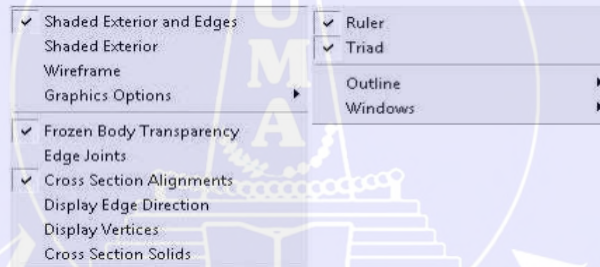 Shaded Exterior and Edges
Shaded Exterior
Wireframe
Graphics Options
Frozen Body Transparency
Edge Joints
Cross Section Alignments
Display Edge Direction
Display Vertices
Cross Section Solids
Ruler
Triad
Outline
Windows
U
M
A